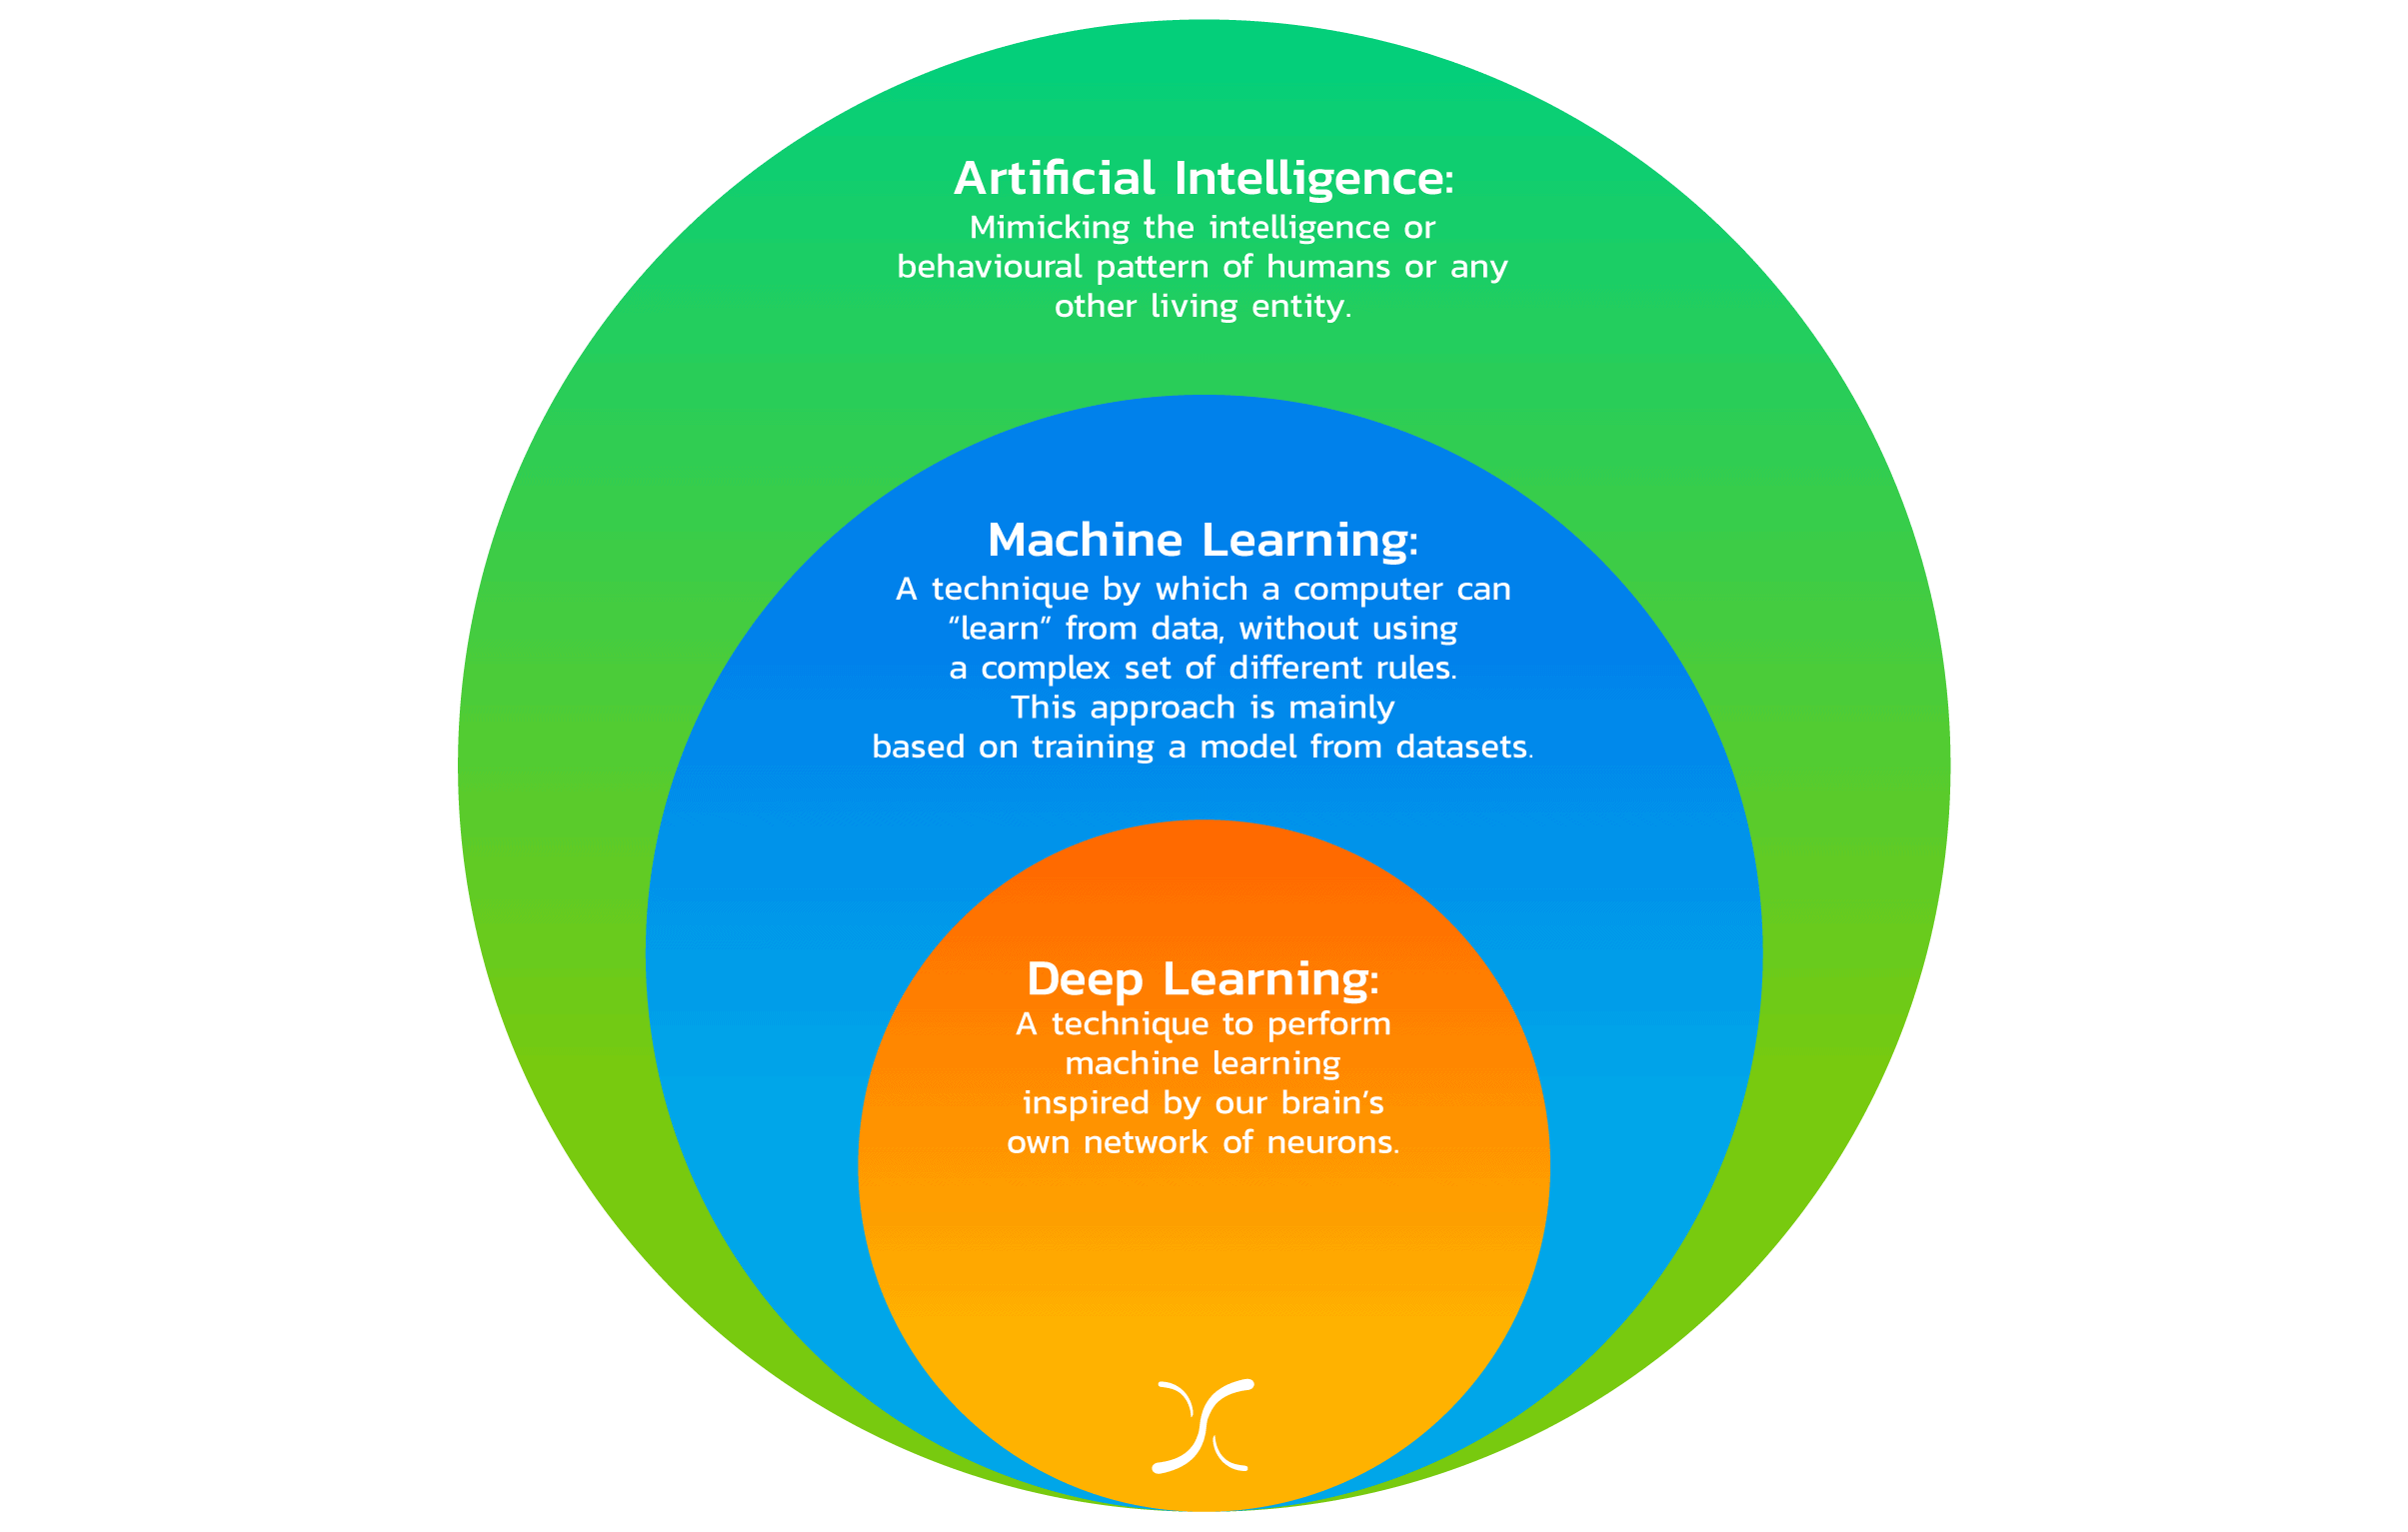 Artificial Intelligence:
Mimicking the intelligence or
behavioural pattern of humans or any
other living entity.
Machine Learning:
A technique by which a computer can
“learn” from data, without using
a complex set of different rules.
This approach is mainly
based on training a model from datasets.
Deep Learning:
A technique to perform
machine learning
inspired by our brain’s
own network of neurons.